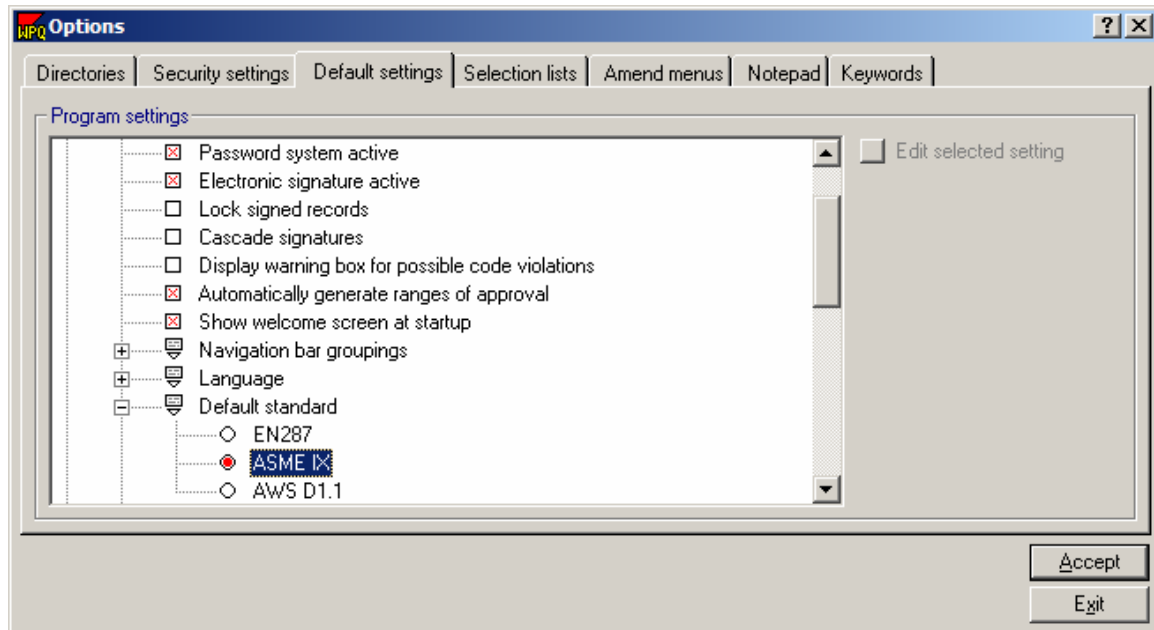 WPQ Options
Directories Security settings Default settings Selection lists Amend menus Notepad Keywords
Program settings
Password system active
Edit selected setting
Electronic signature active
Lock signed records
Cascade signatures
Display warning box for possible code violations
Automatically generate ranges of approval
Show welcome screen at startup
Navigation bar groupings
Language
Default standard
EN287
ASME IX
AWS D1.1
Accept
Exit